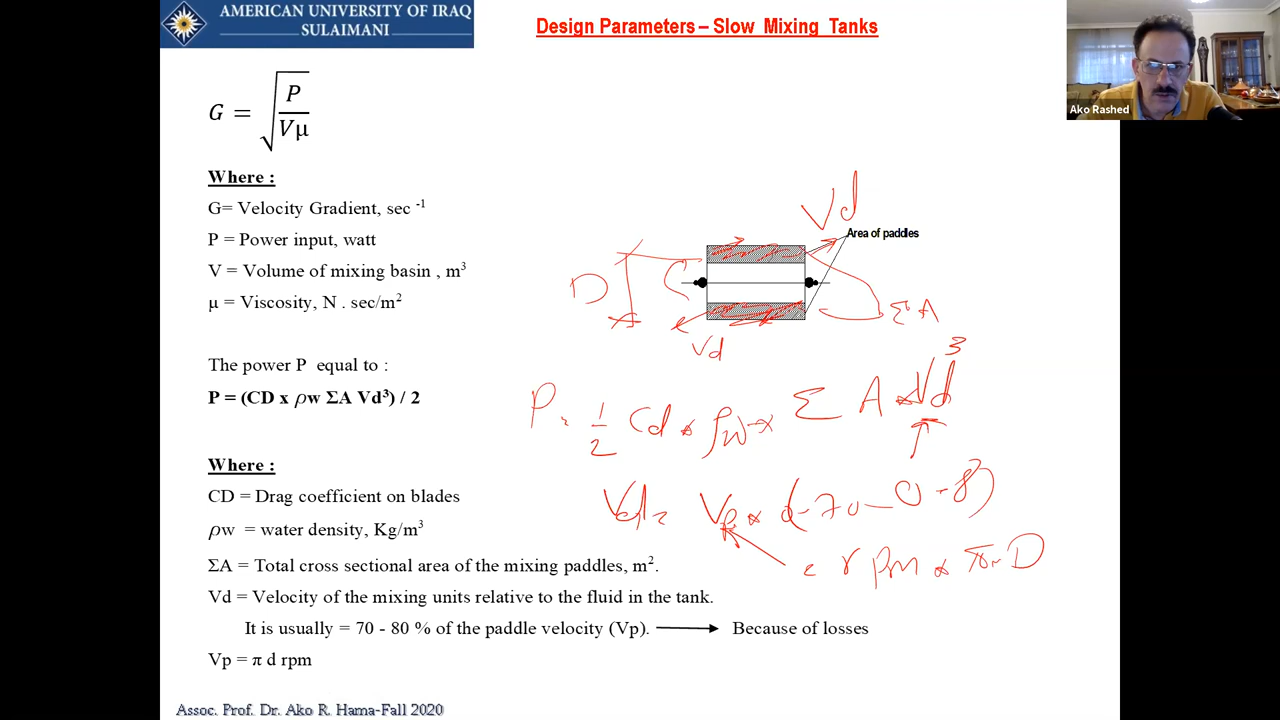 AMERICAN UNIVERSITY OF IRAQ
SULAIMANI
Design Parameters – Slow Mixing Tanks
Ako Rashed
G = √(P / Vμ)
Where :
G= Velocity Gradient, sec -1
P = Power input, watt
V = Volume of mixing basin , m3
μ = Viscosity, N . sec/m2
Vd
Area of paddles
D
Σ A
Vd
The power P equal to :
P = (CD x ρw ΣA Vd3) / 2
P = 1/2 Cd * ρw * Σ A * Vd3
Where :
CD = Drag coefficient on blades
ρw = water density, Kg/m3
ΣA = Total cross sectional area of the mixing paddles, m2.
Vd = Velocity of the mixing units relative to the fluid in the tank.
It is usually = 70 - 80 % of the paddle velocity (Vp). → Because of losses
Vp = π d rpm
Vd = Vp * (0.70 – 0.8)
= rpm * π D
Assoc. Prof. Dr. Ako R. Hama-Fall 2020